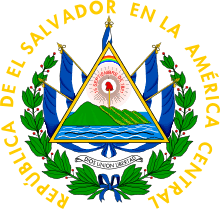 REPÚBLICA DE EL SALVADOR EN LA AMÉRICA CENTRAL
DIOS UNION LIBERTAD